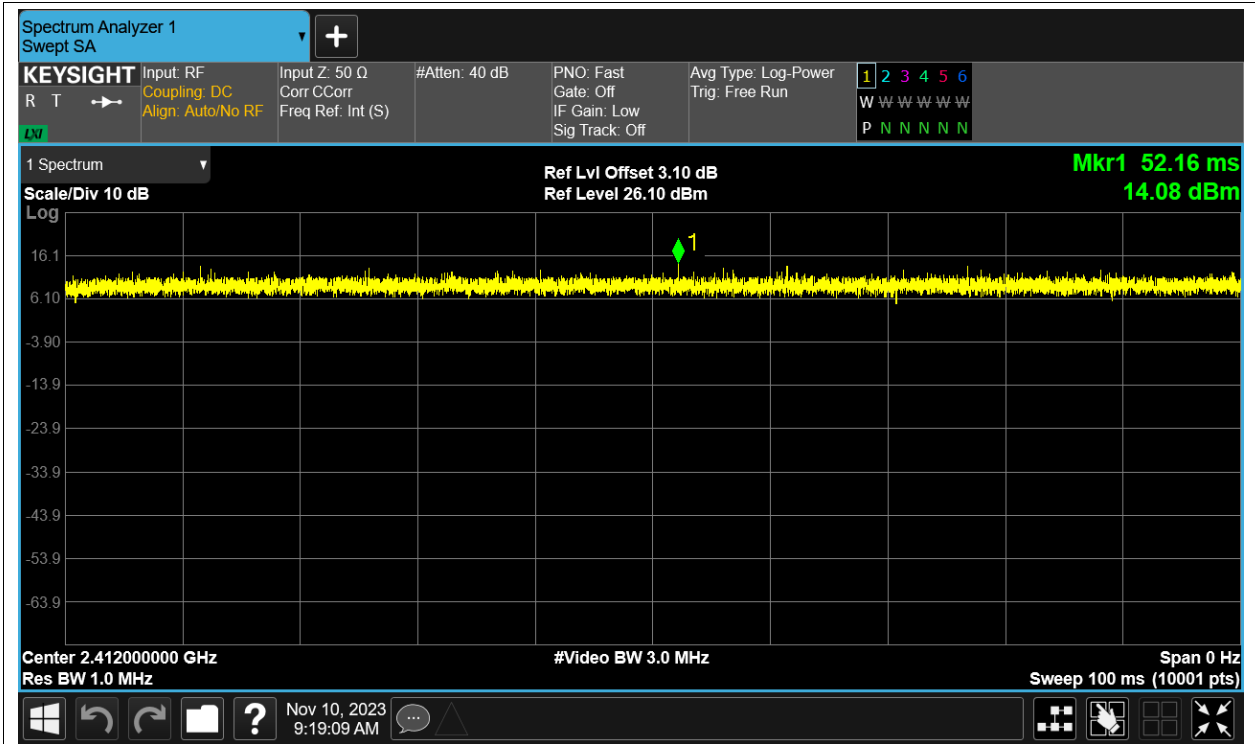 Spectrum Analyzer 1
Swept SA
+
KEYSIGHT
R T
LXI
Input: RF
Coupling: DC
Align: Auto/No RF
Input Z: 50 Ω
Corr CCorr
Freq Ref: Int (S)
#Atten: 40 dB
PNO: Fast
Gate: Off
IF Gain: Low
Sig Track: Off
Avg Type: Log-Power
Trig: Free Run
1 2 3 4 5 6
W W W W W W
P N N N N N
1 Spectrum
Scale/Div 10 dB
Ref Lvl Offset 3.10 dB
Ref Level 26.10 dBm
Mkr1 52.16 ms
14.08 dBm
Log
1
16.1
6.10
-3.90
-13.9
-23.9
-33.9
-43.9
-53.9
-63.9
Center 2.412000000 GHz
Res BW 1.0 MHz
#Video BW 3.0 MHz
Span 0 Hz
Sweep 100 ms (10001 pts)
?
Nov 10, 2023
9:19:09 AM